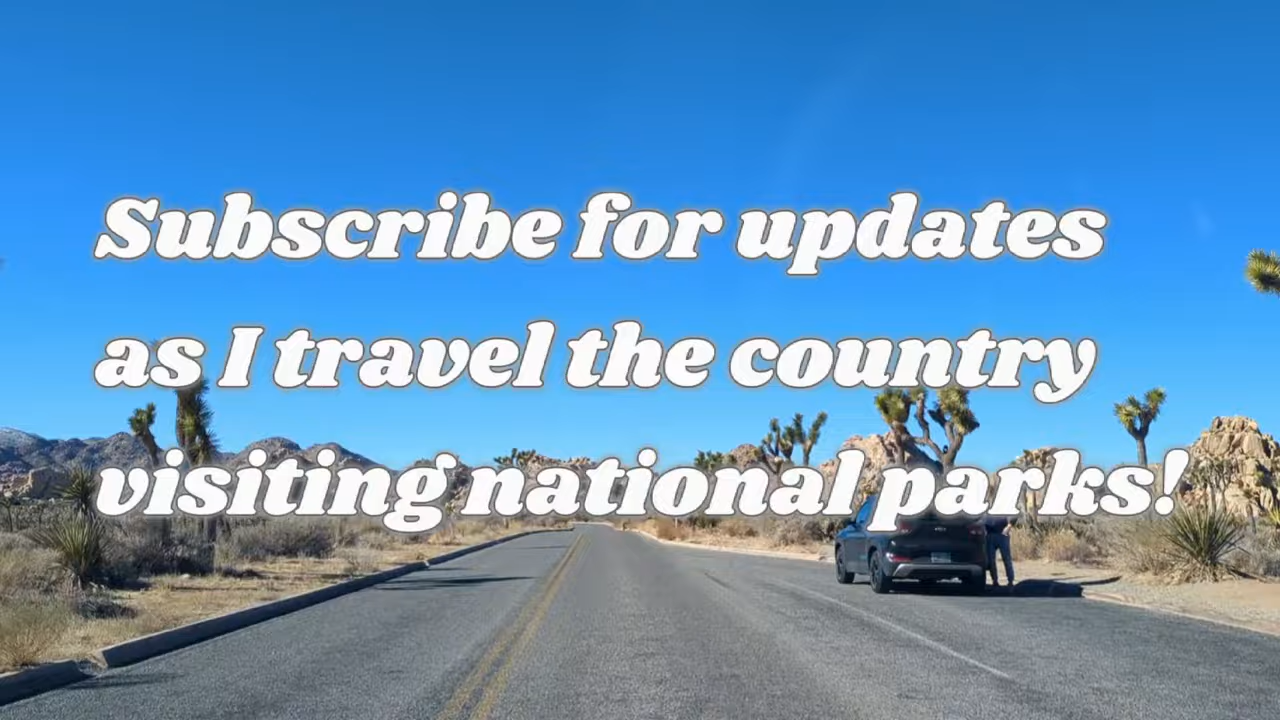 Subscribe for updates
as I travel the country
visiting national parks!